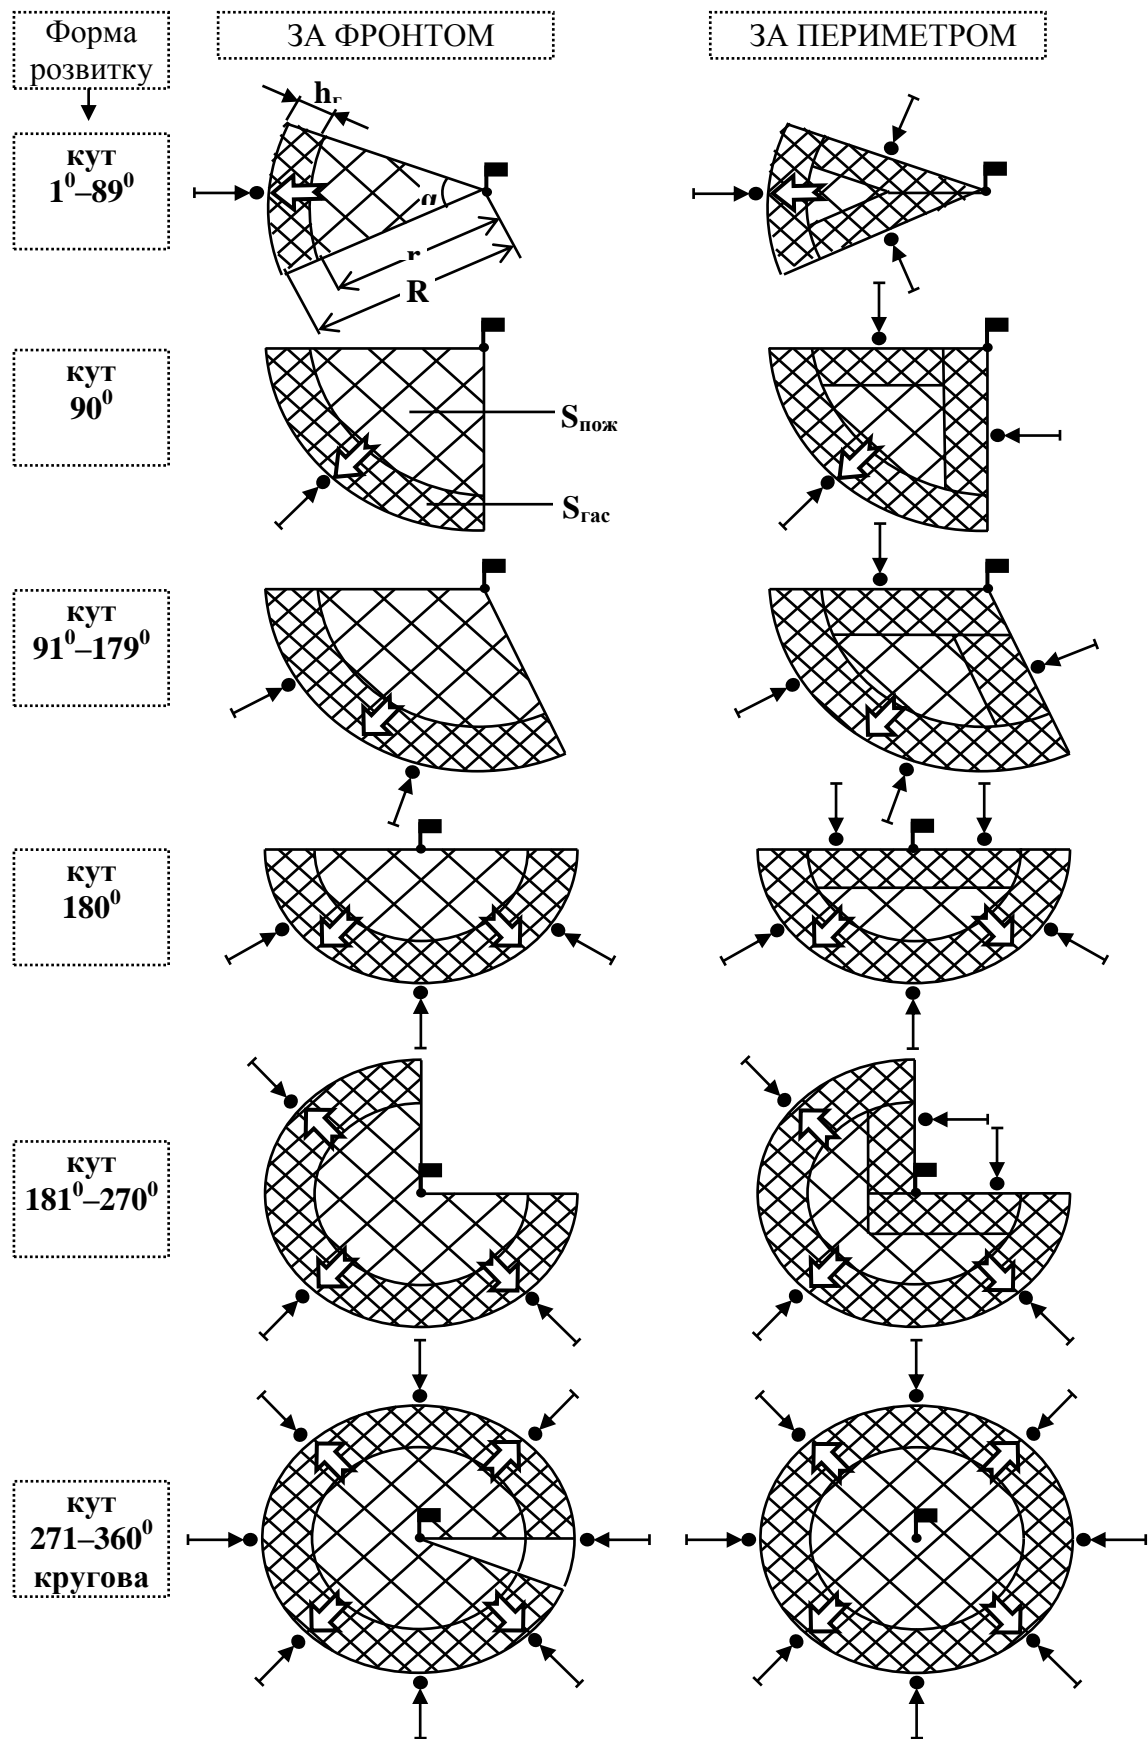 Форма
розвитку
ЗА ФРОНТОМ
ЗА ПЕРИМЕТРОМ
h
кут
1⁰–89⁰
α
r
R
кут
90⁰
Sпож
Sгас
кут
91⁰–179⁰
кут
180⁰
кут
181⁰–270⁰
кут
271–360⁰
кругова